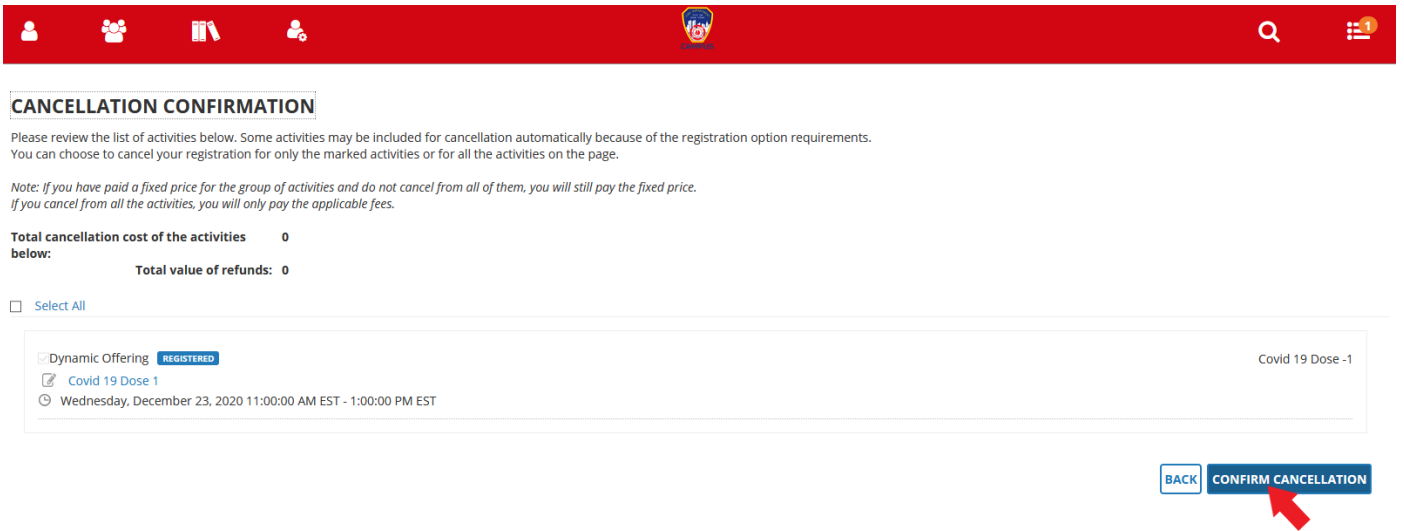 1
CAMPUS
CANCELLATION CONFIRMATION
Please review the list of activities below. Some activities may be included for cancellation automatically because of the registration option requirements.
You can choose to cancel your registration for only the marked activities or for all the activities on the page.
Note: If you have paid a fixed price for the group of activities and do not cancel from all of them, you will still pay the fixed price.
If you cancel from all the activities, you will only pay the applicable fees.
Total cancellation cost of the activities 0
below:
Total value of refunds: 0
Select All
Dynamic Offering REGISTERED Covid 19 Dose -1
Covid 19 Dose 1
Wednesday, December 23, 2020 11:00:00 AM EST - 1:00:00 PM EST
BACK CONFIRM CANCELLATION